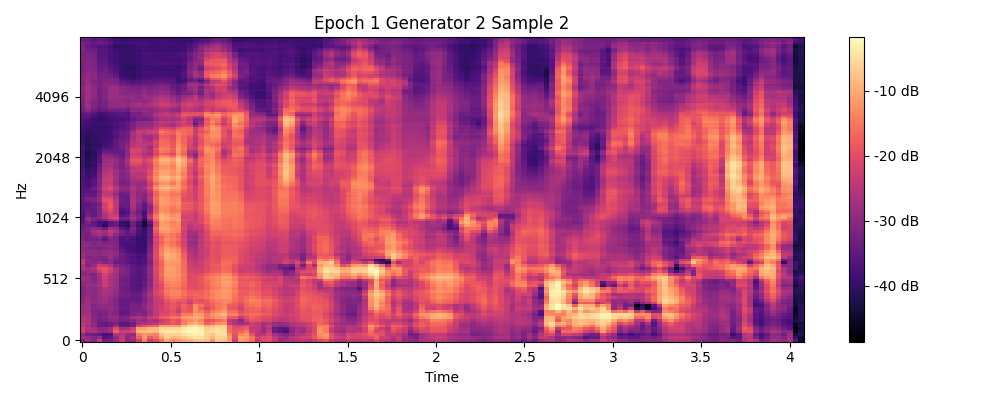 Epoch 1 Generator 2 Sample 2
Hz
4096
2048
1024
512
0
0 0.5 1 1.5 2 2.5 3 3.5 4
Time
-10 dB
-20 dB
-30 dB
-40 dB